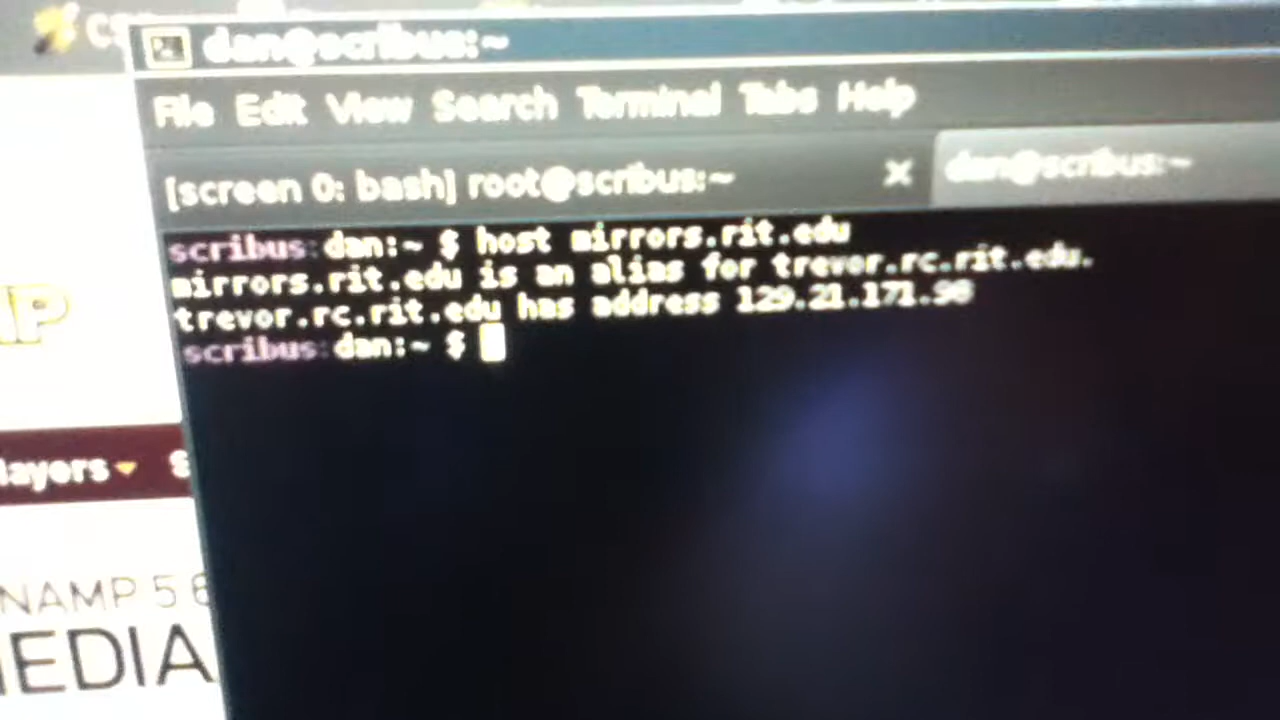 dan@scribus:~
File Edit View Search Terminal Tabs Help
[screen 0: bash] root@scribus:~
dan@scribus:~
scribus:dan:~ $ host mirrors.rit.edu
mirrors.rit.edu is an alias for trevor.rc.rit.edu.
trevor.rc.rit.edu has address 129.21.171.98
scribus:dan:~ $
layers
NAMP 5
MEDIA